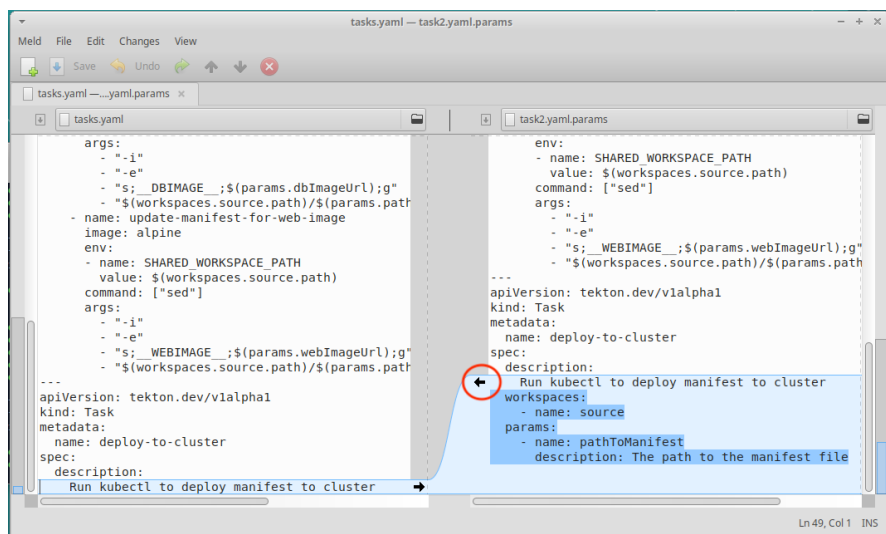 tasks.yaml — task2.yaml.params
Meld File Edit Changes View
Save Undo
tasks.yaml —....yaml.params ×
tasks.yaml
task2.yaml.params
args:
- "-i"
- "-e"
- "s;__DBIMAGE__;$(params.dbImageUrl);g"
- "$(workspaces.source.path)/$(params.path
- name: update-manifest-for-web-image
image: alpine
env:
- name: SHARED_WORKSPACE_PATH
value: $(workspaces.source.path)
command: ["sed"]
args:
- "-i"
- "-e"
- "s;__WEBIMAGE__;$(params.webImageUrl);g"
- "$(workspaces.source.path)/$(params.path
---
apiVersion: tekton.dev/v1alpha1
kind: Task
metadata:
name: deploy-to-cluster
spec:
description:
Run kubectl to deploy manifest to cluster
env:
- name: SHARED_WORKSPACE_PATH
value: $(workspaces.source.path)
command: ["sed"]
args:
- "-i"
- "-e"
- "s;__WEBIMAGE__;$(params.webImageUrl);g"
- "$(workspaces.source.path)/$(params.path
---
apiVersion: tekton.dev/v1alpha1
kind: Task
metadata:
name: deploy-to-cluster
spec:
description:
Run kubectl to deploy manifest to cluster
workspaces:
- name: source
params:
- name: pathToManifest
description: The path to the manifest file
Ln 49, Col 1 INS